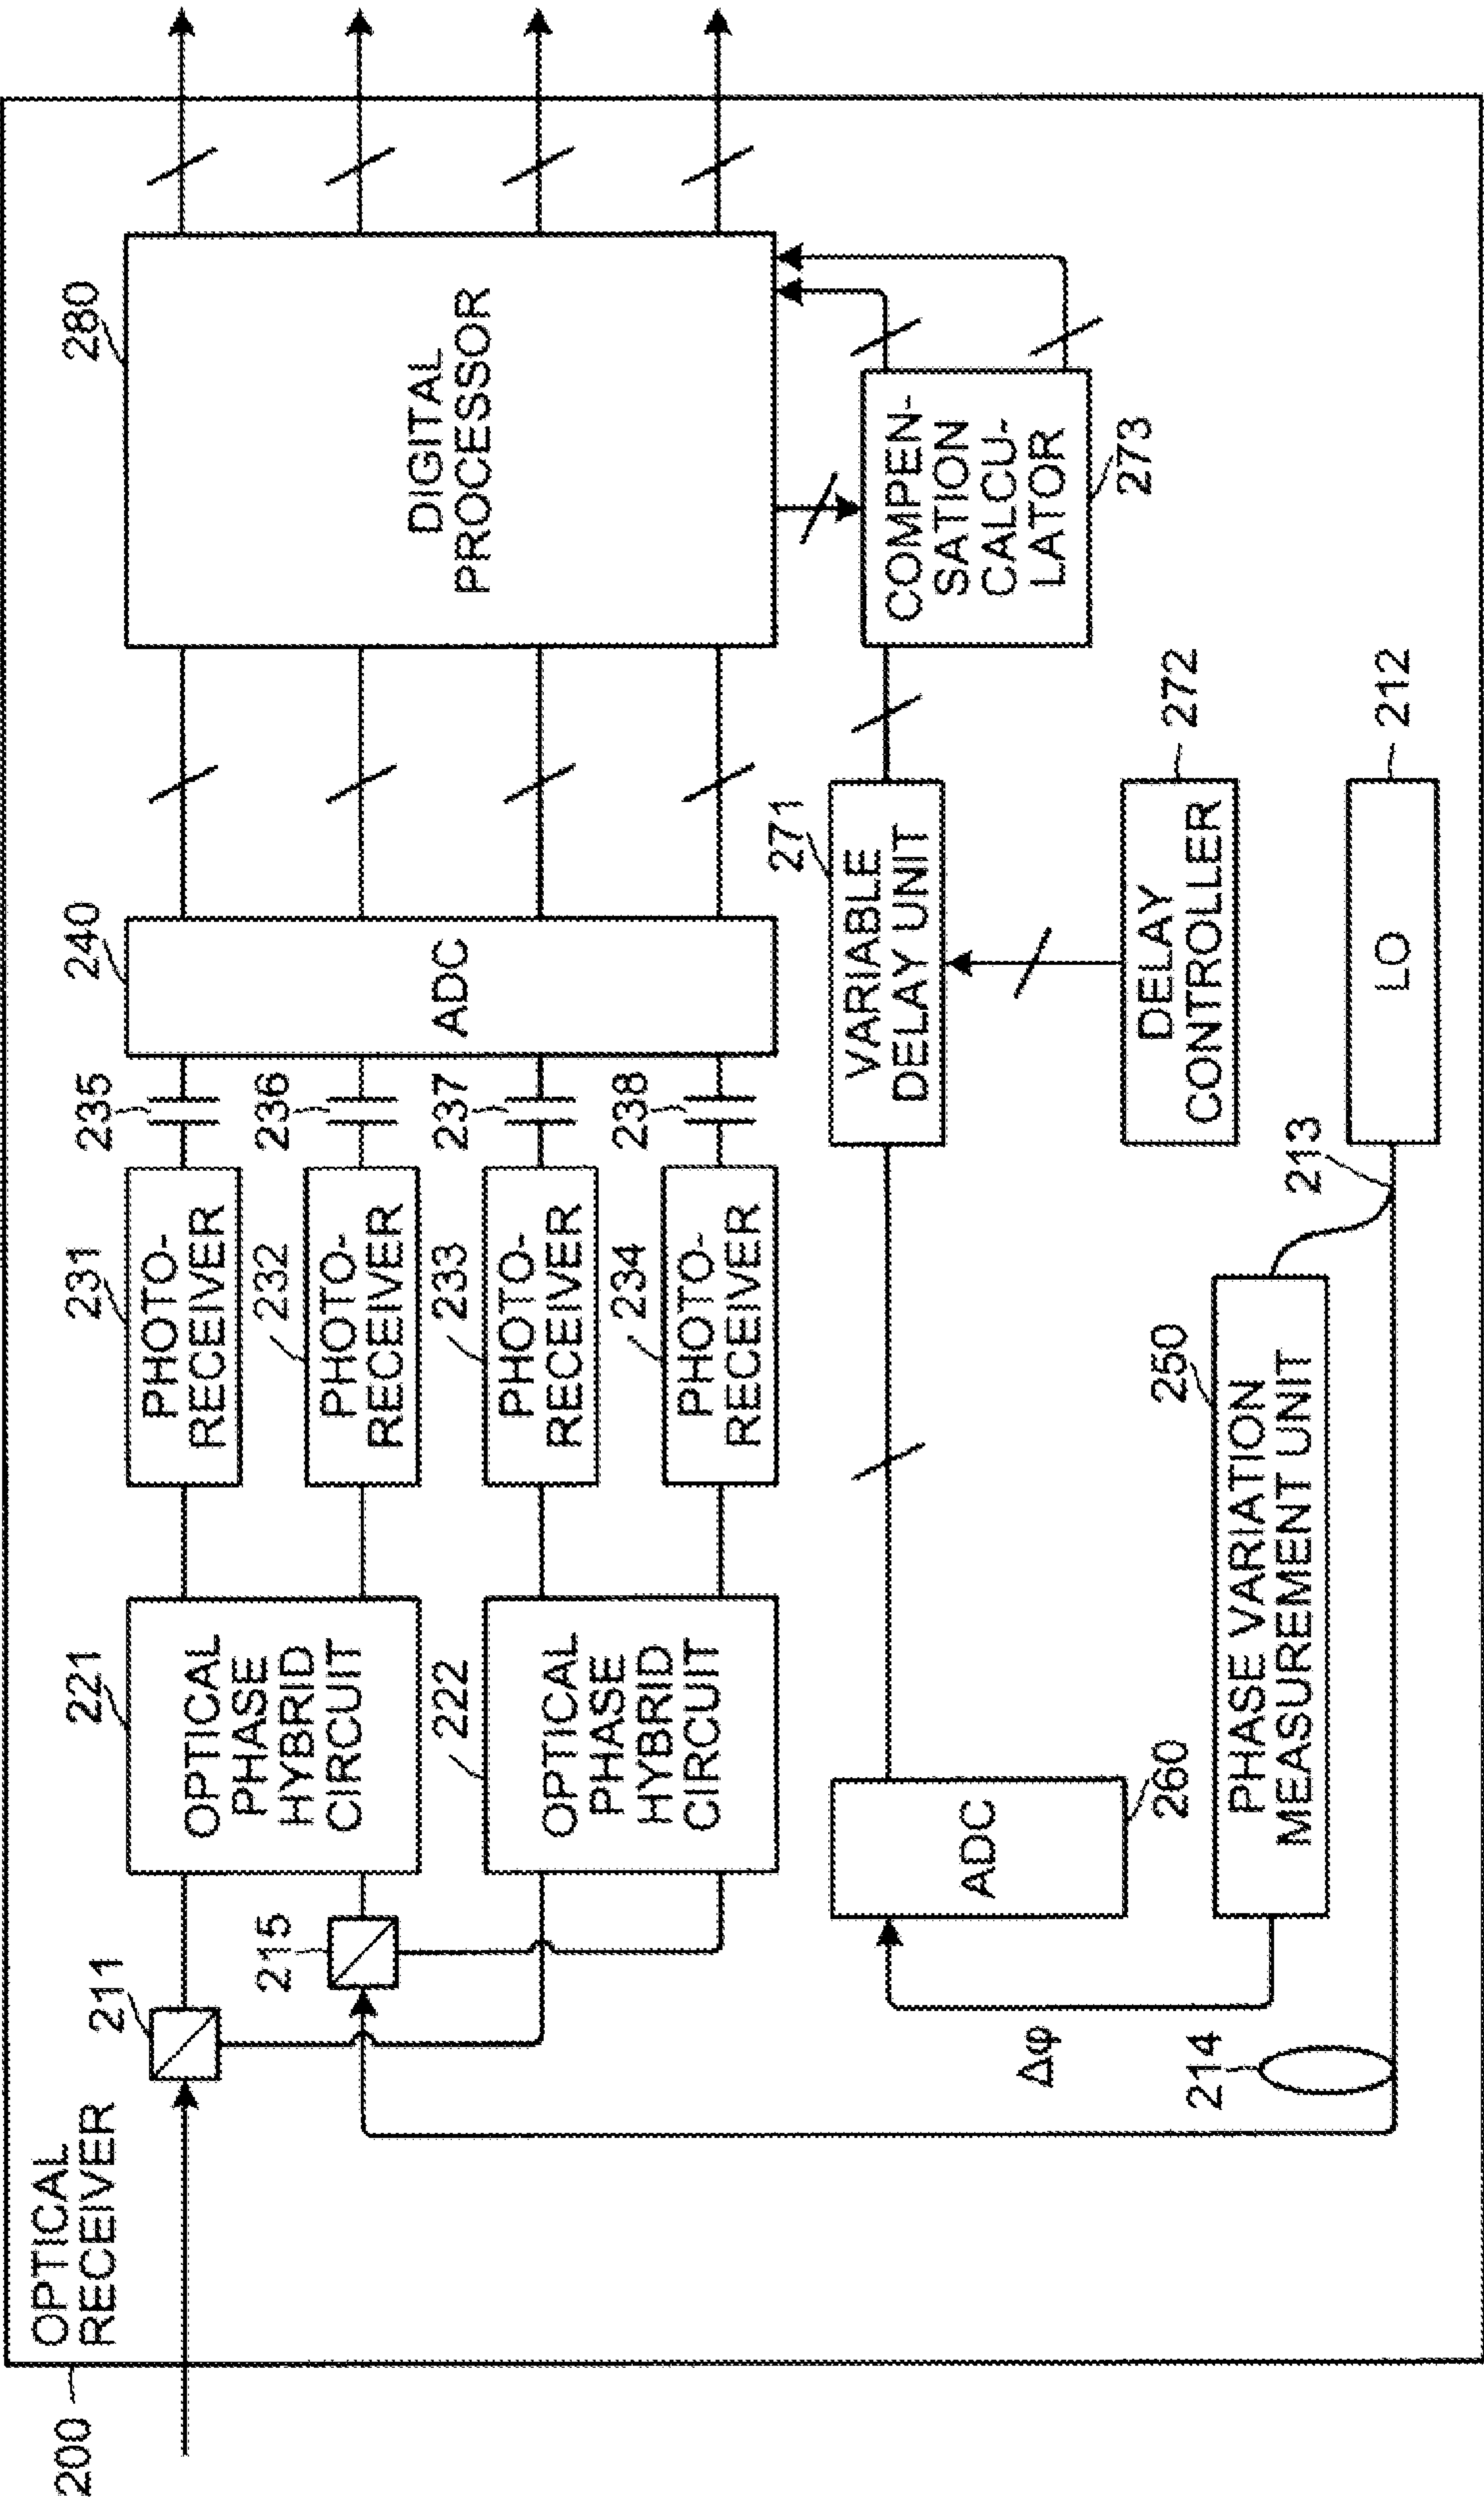 200
OPTICAL
RECEIVER
211
215
221
OPTICAL
PHASE
HYBRID
CIRCUIT
222
OPTICAL
PHASE
HYBRID
CIRCUIT
231
PHOTO-
RECEIVER
232
PHOTO-
RECEIVER
233
PHOTO-
RECEIVER
234
PHOTO-
RECEIVER
235
236
237
238
240
ADC
280
DIGITAL
PROCESSOR
214
Δφ
260
ADC
250
PHASE VARIATION
MEASUREMENT UNIT
213
271
VARIABLE
DELAY UNIT
272
DELAY
CONTROLLER
212
LO
273
COMPEN-
SATION
CALCU-
LATOR